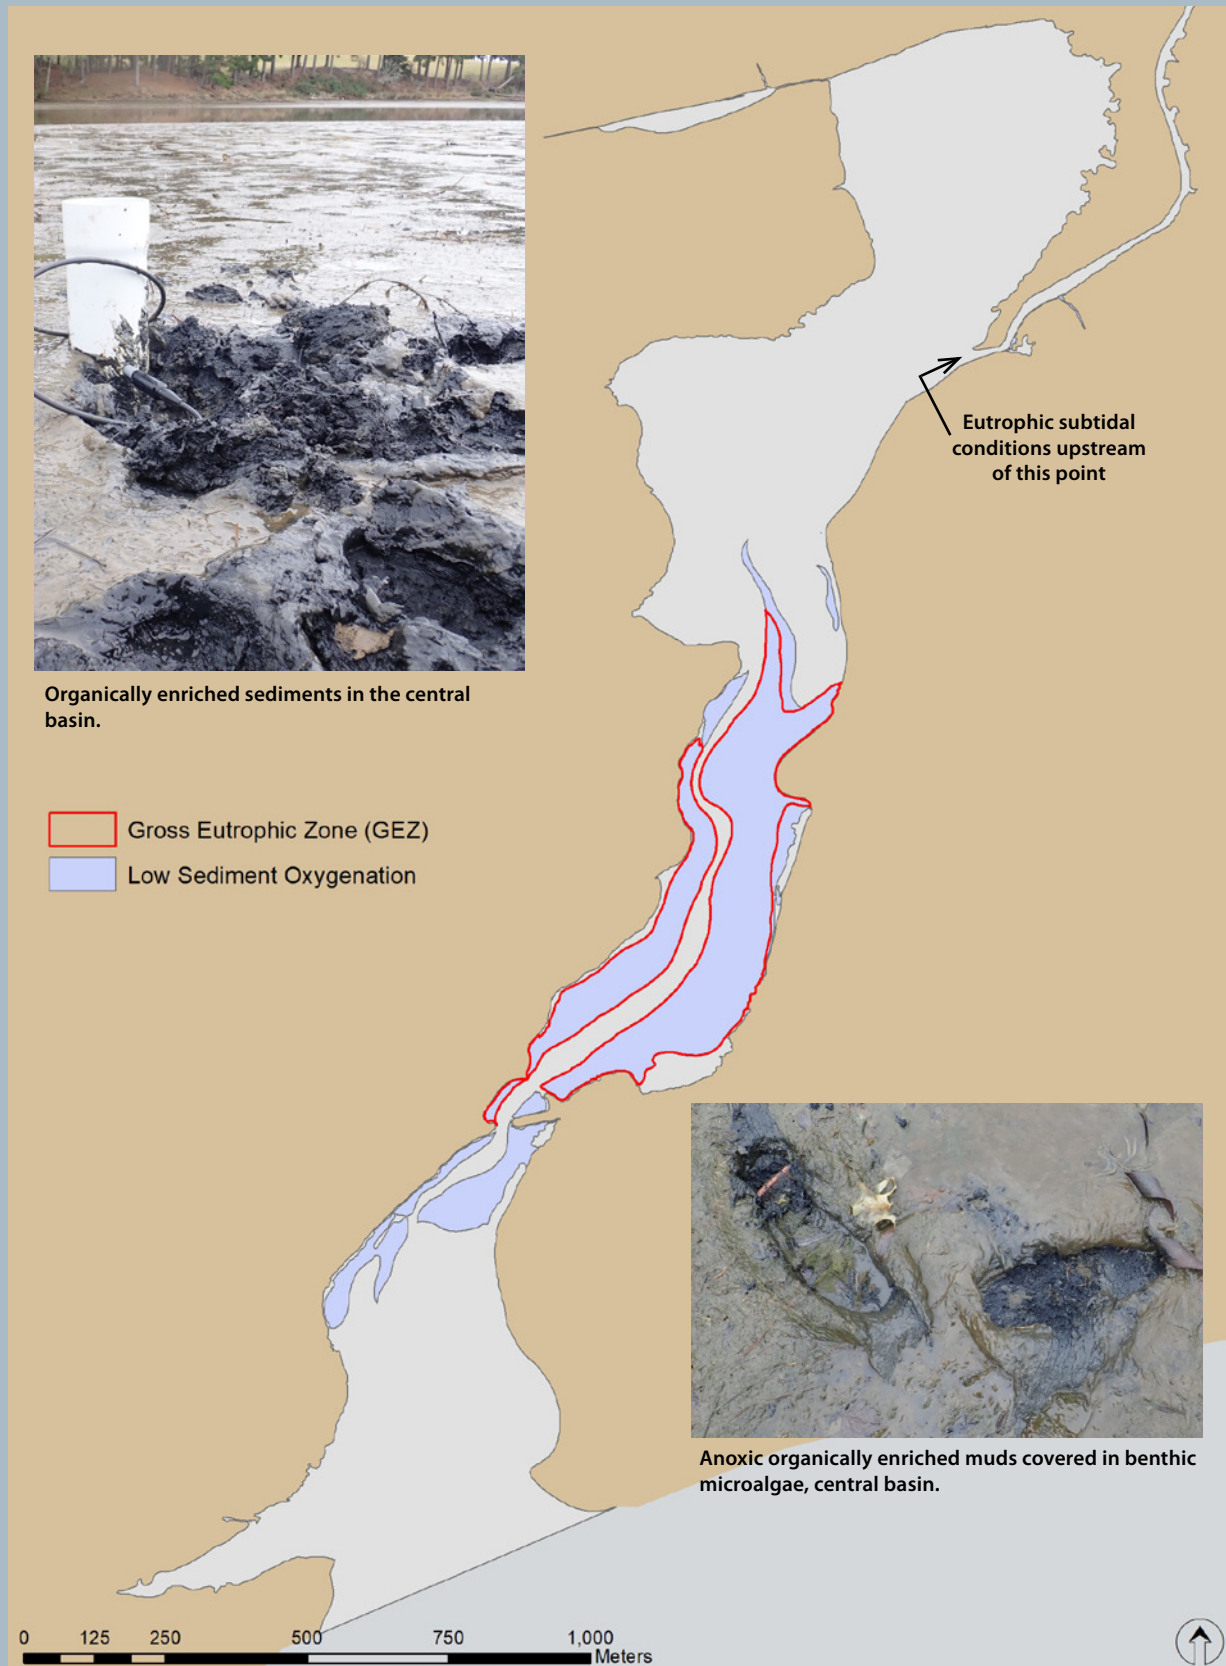 Eutrophic subtidal
conditions upstream
of this point
Organically enriched sediments in the central
basin.
Gross Eutrophic Zone (GEZ)
Low Sediment Oxygenation
Anoxic organically enriched muds covered in benthic
microalgae, central basin.
0 125 250 500 750 1,000
Meters